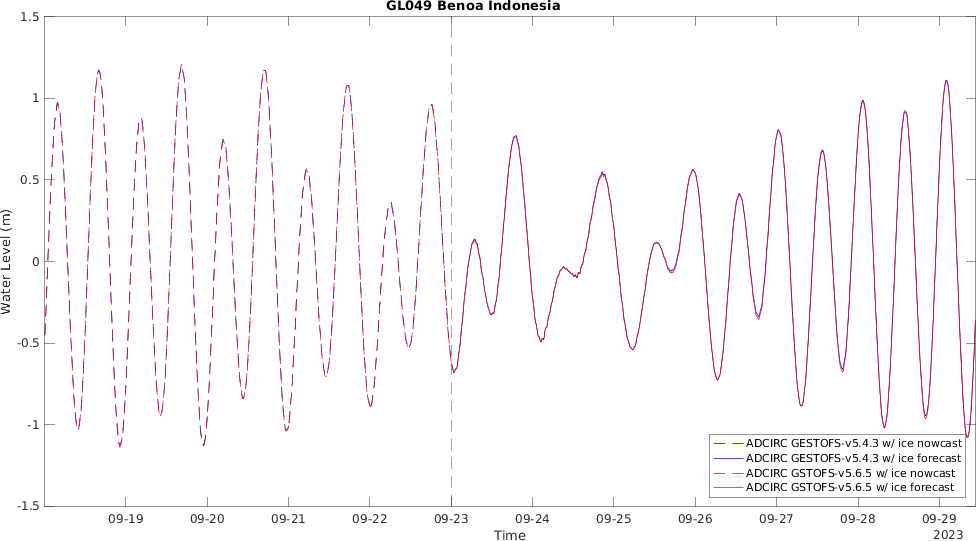 GL049 Benoa Indonesia
1.5
1
0.5
0
-0.5
-1
-1.5
Water Level (m)
09-19 09-20 09-21 09-22 09-23 09-24 09-25 09-26 09-27 09-28 09-29
Time
2023
ADCIRC GESTOFS-v5.4.3 w/ ice nowcast
ADCIRC GESTOFS-v5.4.3 w/ ice forecast
ADCIRC GSTOFS-v5.6.5 w/ ice nowcast
ADCIRC GSTOFS-v5.6.5 w/ ice forecast